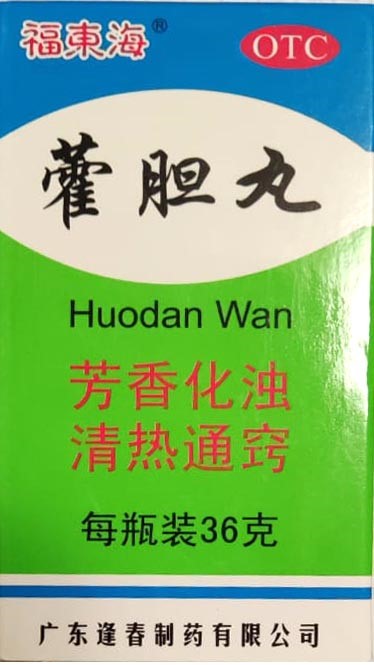 福東海®
OTC
藿胆丸
Huodan Wan
芳香化浊
清热通窍
每瓶装36克
广东逢春制药有限公司